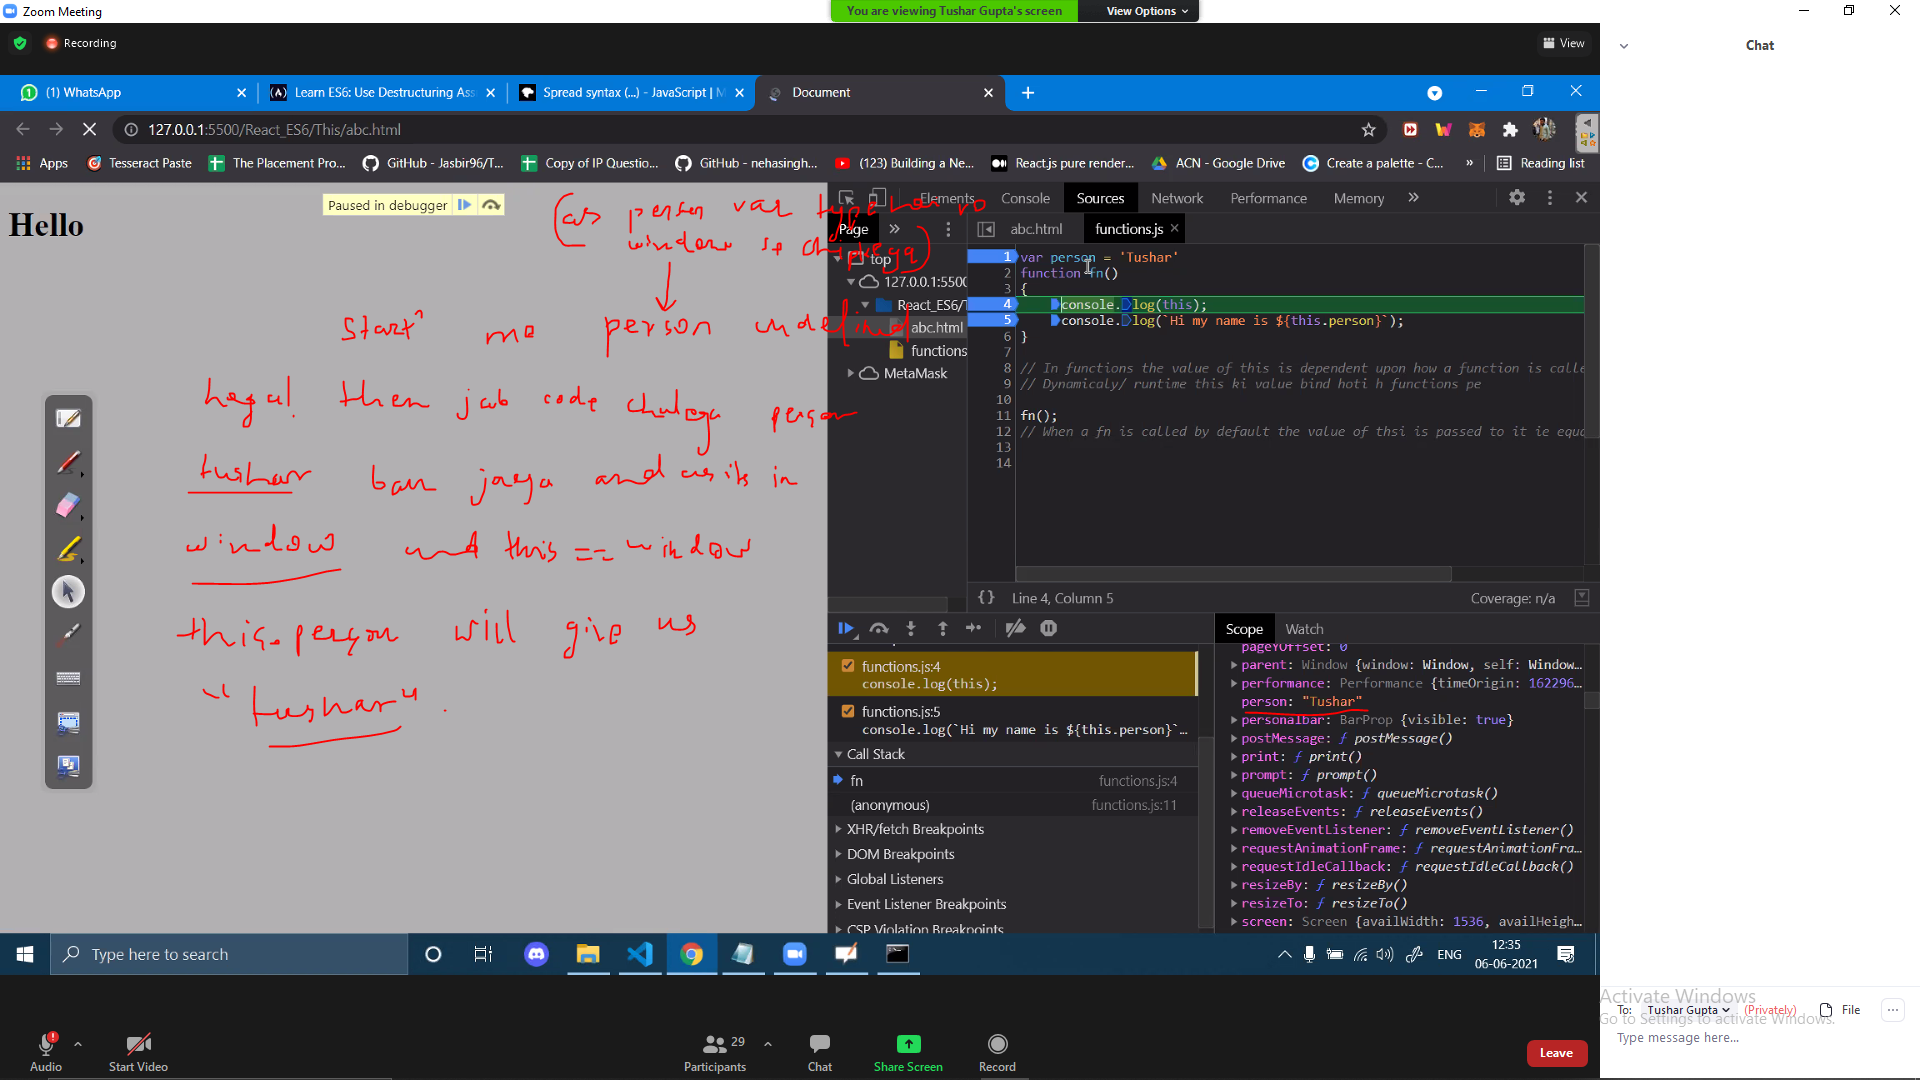 Zoom Meeting
You are viewing Tushar Gupta's screen
View Options
Recording
View
(1) WhatsApp
Learn ES6: Use Destructuring Ass
Spread syntax (...) - JavaScript | M
Document
127.0.0.1:5500/React_ES6/This/abc.html
Apps
Tesseract Paste
The Placement Pro...
GitHub - Jasbir96/T...
Copy of IP Questio...
GitHub - nehasingh...
(123) Building a Ne...
React.js pure render...
ACN - Google Drive
Create a palette - C...
»
Reading list
Hello
Paused in debugger
(as person var type ka
window
start me person undefined
hoga! then jab code chalega person
tushar ban jaega and as its in
window and this == window
this.person will give us
"tushar".
Elements
Console
Sources
Network
Performance
Memory
»
Page
»
abc.html
functions.js
top
127.0.0.1:5500
React_ES6/T
abc.html
functions
MetaMask
1 var person = 'Tushar'
2 function fn()
3 {
4 console.log(this);
5 console.log(`Hi my name is ${this.person}`);
6 }
7
8 // In functions the value of this is dependent upon how a function is calle
9 // Dynamicaly/ runtime this ki value bind hoti h functions pe
10
11 fn();
12 // When a fn is called by default the value of thsi is passed to it ie equa
13
14
{} Line 4, Column 5
Coverage: n/a
functions.js:4
console.log(this);
functions.js:5
console.log(`Hi my name is ${this.person}`...
Call Stack
fn
functions.js:4
(anonymous)
functions.js:11
XHR/fetch Breakpoints
DOM Breakpoints
Global Listeners
Event Listener Breakpoints
CSP Violation Breakpoints
Scope
Watch
pageYOffset: 0
parent: Window {window: Window, self: Window...
performance: Performance {timeOrigin: 162296...
person: "Tushar"
personalbar: BarProp {visible: true}
postMessage: ƒ postMessage()
print: ƒ print()
prompt: ƒ prompt()
queueMicrotask: ƒ queueMicrotask()
releaseEvents: ƒ releaseEvents()
removeEventListener: ƒ removeEventListener()
requestAnimationFrame: ƒ requestAnimationFra...
requestIdleCallback: ƒ requestIdleCallback()
resizeBy: ƒ resizeBy()
resizeTo: ƒ resizeTo()
screen: Screen {availWidth: 1536, availHeigh...
Type here to search
ENG
12:35
06-06-2021
Audio
Start Video
Participants
29
Chat
Share Screen
Record
Leave
Chat
Activate Windows
Go to Settings to activate Windows.
To: Tushar Gupta (Privately)
File
...
Type message here...